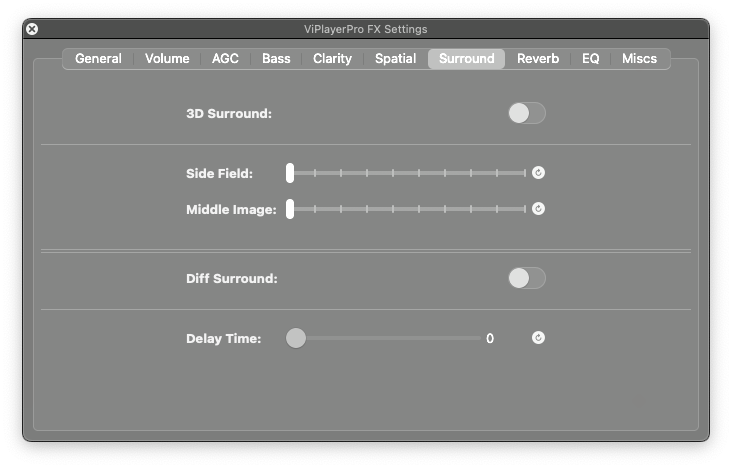 ViPlayerPro FX Settings
General Volume AGC Bass Clarity Spatial Surround Reverb EQ Miscs
3D Surround:
Side Field:
Middle Image:
Diff Surround:
Delay Time: 0